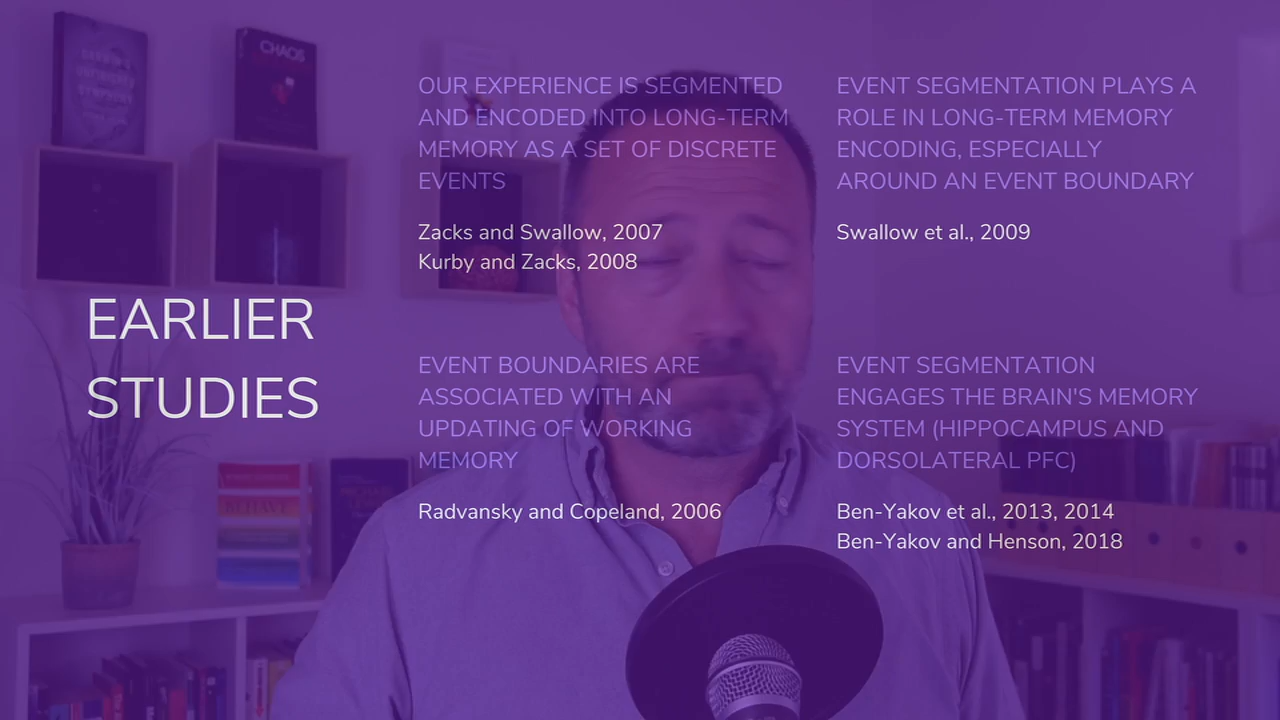 CHAOS
EARLIER
STUDIES
OUR EXPERIENCE IS SEGMENTED
AND ENCODED INTO LONG-TERM
MEMORY AS A SET OF DISCRETE
EVENTS
Zacks and Swallow, 2007
Kurby and Zacks, 2008
EVENT SEGMENTATION PLAYS A
ROLE IN LONG-TERM MEMORY
ENCODING, ESPECIALLY
AROUND AN EVENT BOUNDARY
Swallow et al., 2009
EVENT BOUNDARIES ARE
ASSOCIATED WITH AN
UPDATING OF WORKING
MEMORY
Radvansky and Copeland, 2006
EVENT SEGMENTATION
ENGAGES THE BRAIN'S MEMORY
SYSTEM (HIPPOCAMPUS AND
DORSOLATERAL PFC)
Ben-Yakov et al., 2013, 2014
Ben-Yakov and Henson, 2018
BEHAVE